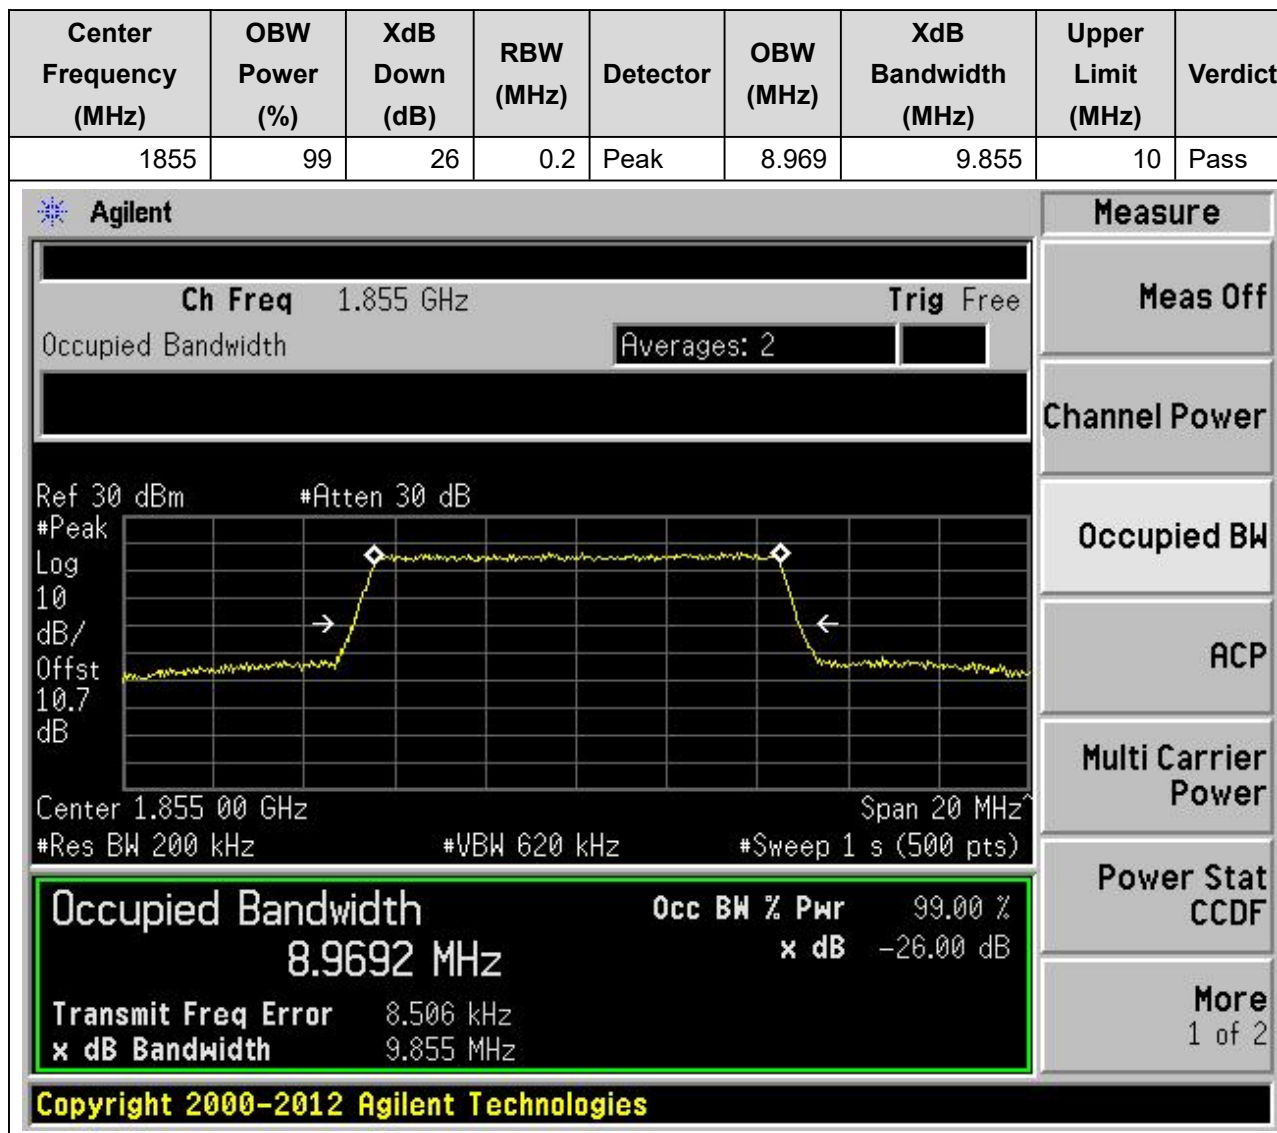 Center Frequency (MHz) OBW Power (%) XdB Down (dB) RBW (MHz) Detector OBW (MHz) XdB Bandwidth (MHz) Upper Limit (MHz) Verdict
1855 99 26 0.2 Peak 8.969 9.855 10 Pass
Agilent
Measure
Ch Freq 1.855 GHz Trig Free
Meas Off
Occupied Bandwidth Averages: 2
Channel Power
Ref 30 dBm #Atten 30 dB
#Peak
Log
10
dB/
Offst
10.7
dB
Occupied BW
ACP
Multi Carrier
Power
Center 1.855 00 GHz Span 20 MHz^
#Res BW 200 kHz #VBW 620 kHz #Sweep 1 s (500 pts)
Power Stat
CCDF
Occupied Bandwidth Occ BW % Pwr 99.00 %
8.9692 MHz x dB -26.00 dB
Transmit Freq Error 8.506 kHz
x dB Bandwidth 9.855 MHz
More
1 of 2
Copyright 2000-2012 Agilent Technologies